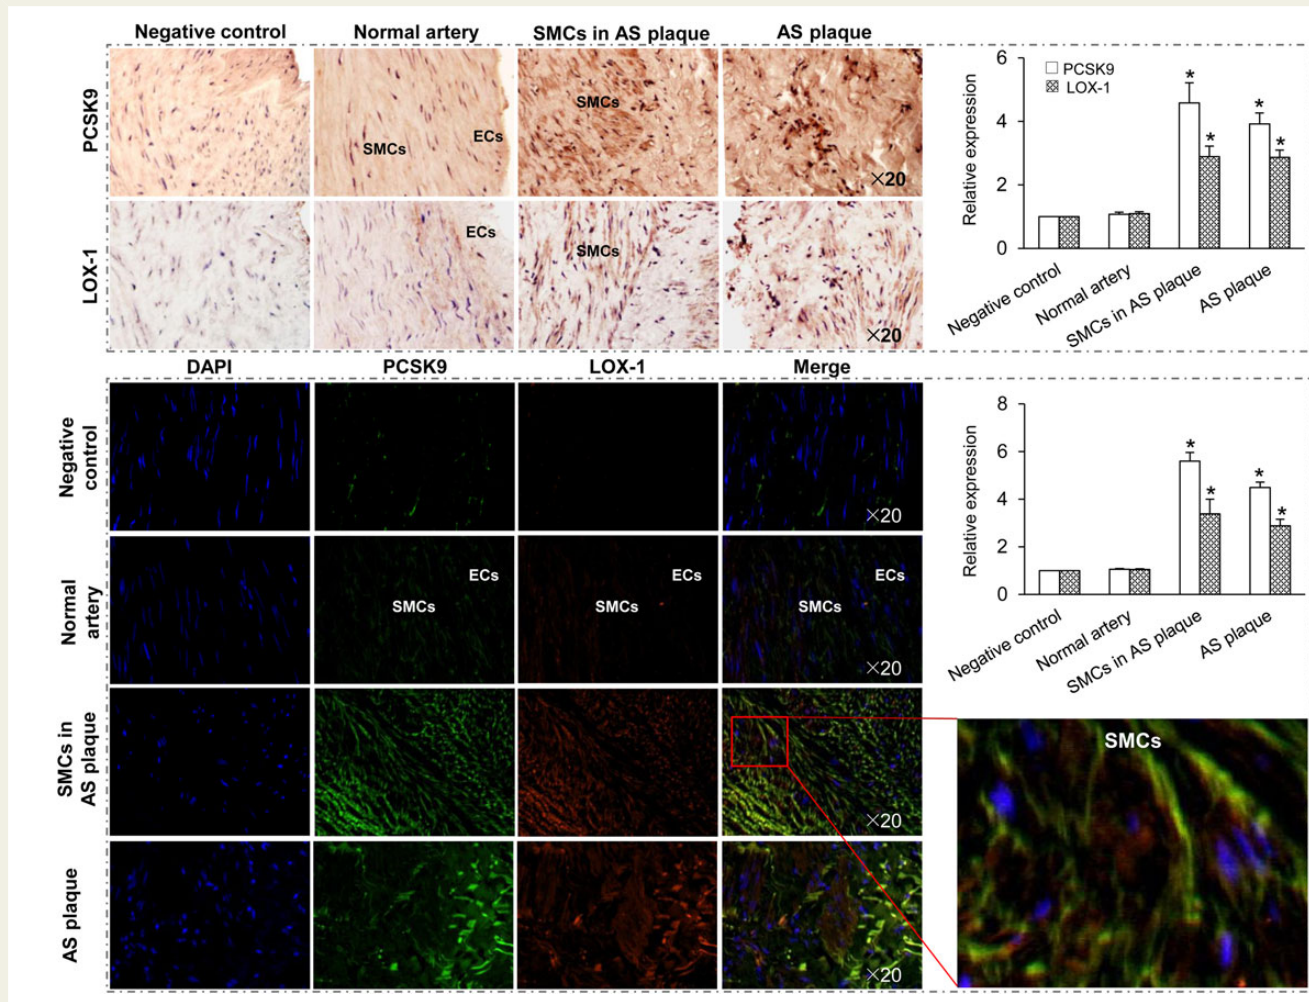 Negative control Normal artery SMCs in AS plaque AS plaque
PCSK9
SMCs
ECs
SMCs
×20
LOX-1
ECs
SMCs
×20
6
4
2
0
Relative expression
PCSK9
LOX-1
* * * *
Negative control
Normal artery
SMCs in AS plaque
AS plaque
DAPI PCSK9 LOX-1 Merge
Negative
control
×20
Normal
artery
SMCs
ECs
SMCs
ECs
SMCs
ECs
×20
SMCs in
AS plaque
×20
AS plaque
×20
8
6
4
2
0
Relative expression
* * * *
Negative control
Normal artery
SMCs in AS plaque
AS plaque
SMCs